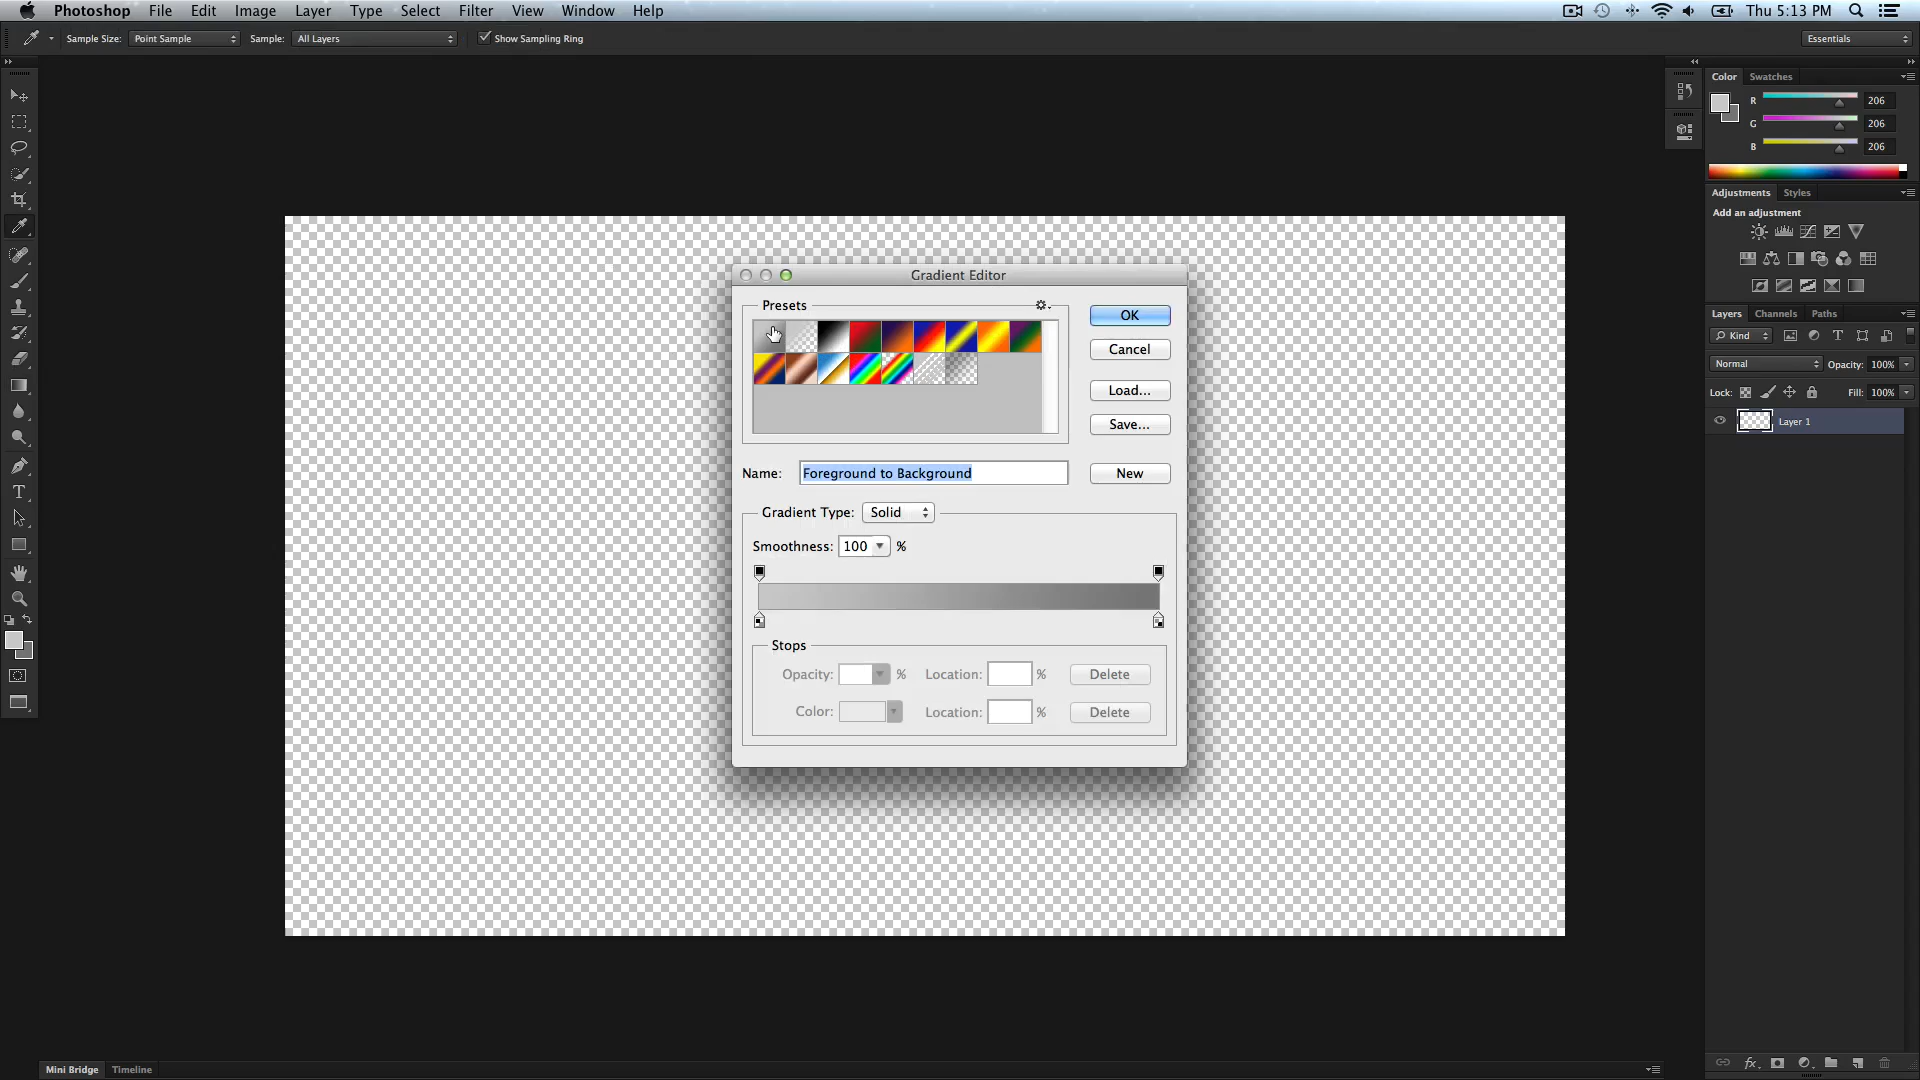 Photoshop File Edit Image Layer Type Select Filter View Window Help Thu 5:13 PM
Sample Size: Point Sample Sample: All Layers Show Sampling Ring Essentials
Color Swatches
R 206
G 206
B 206
Adjustments Styles
Add an adjustment
Layers Channels Paths
Kind
Normal Opacity: 100%
Lock: Fill: 100%
Layer 1
Gradient Editor
Presets
OK
Cancel
Load...
Save...
Name: Foreground to Background New
Gradient Type: Solid
Smoothness: 100 %
Stops
Opacity: % Location: % Delete
Color: Location: % Delete
Mini Bridge Timeline